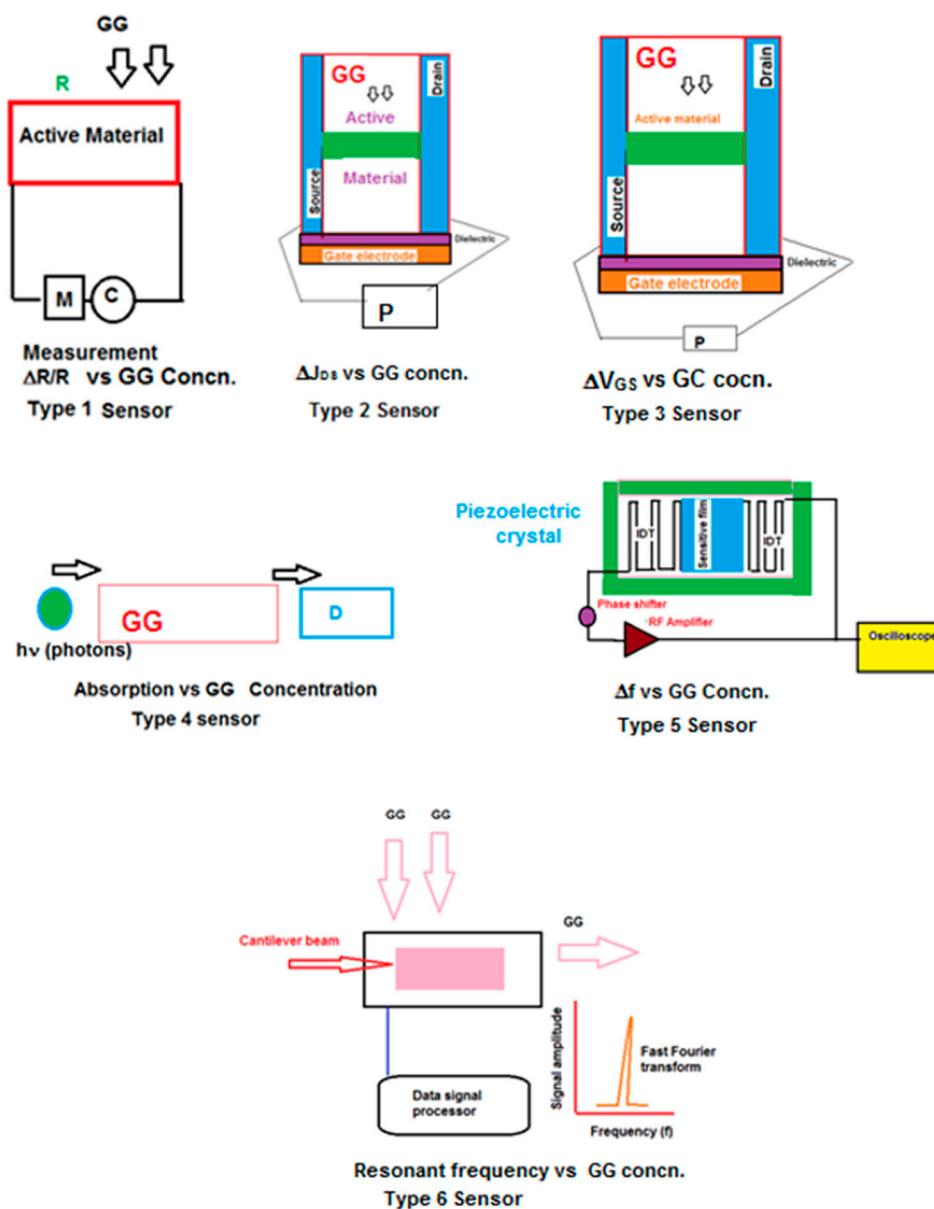 GG
R
Active Material
M
C
Measurement
ΔR/R vs GG Concn.
Type 1 Sensor
GG
Active
Material
Source
Drain
Dielectric
Gate electrode
P
ΔJDS vs GG concn.
Type 2 Sensor
GG
Active material
Source
Drain
Dielectric
Gate electrode
P
ΔVGS vs GC cocn.
Type 3 Sensor
GG
D
hν (photons)
Absorption vs GG Concentration
Type 4 sensor
Piezoelectric
crystal
IDT
Sensitive film
IDT
Phase shifter
RF Amplifier
Oscilloscope
Δf vs GG Concn.
Type 5 Sensor
GG
GG
Cantilever beam
GG
Data signal
processor
Signal amplitude
Fast Fourier
transform
Frequency (f)
Resonant frequency vs GG concn.
Type 6 Sensor